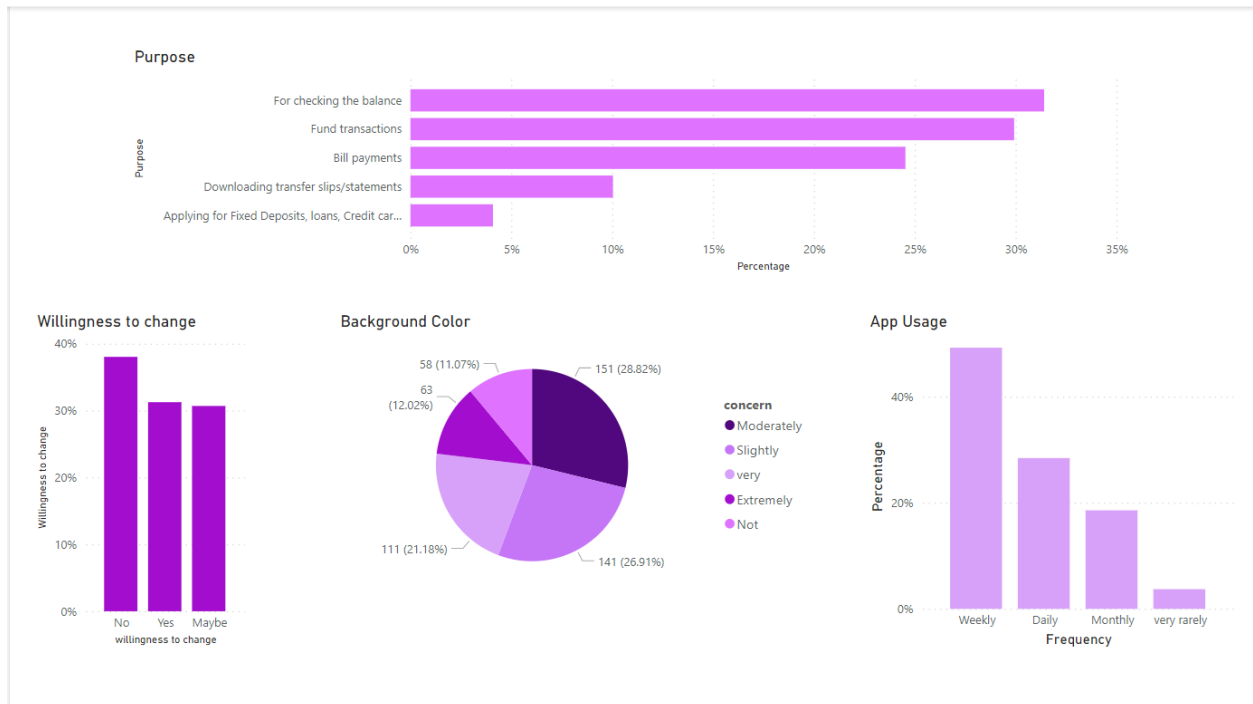 Purpose
Purpose
For checking the balance
Fund transactions
Bill payments
Downloading transfer slips/statements
Applying for Fixed Deposits, loans, Credit car...
0% 5% 10% 15% 20% 25% 30% 35%
Percentage
Willingness to change
Willingness to change
40%
30%
20%
10%
0%
No Yes Maybe
willingness to change
Background Color
58 (11.07%)
63
(12.02%)
111 (21.18%)
151 (28.82%)
141 (26.91%)
concern
Moderately
Slightly
very
Extremely
Not
App Usage
Percentage
40%
20%
0%
Weekly Daily Monthly very rarely
Frequency